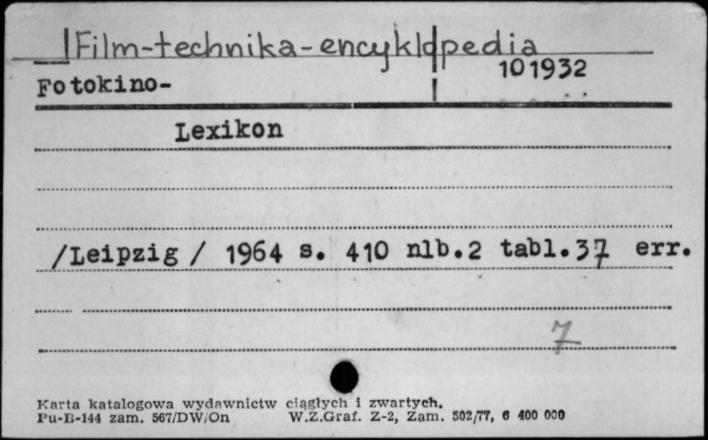 Film-technika-encyklopedia
101932
Fotokino-
Lexikon
/Leipzig/ 1964 s. 410 nlb.2 tabl.37 err.
7
Karta katalogowa wydawnictw ciągłych i zwartych.
Pu-B-144 zam. 567/DW/On W.Z.Graf. Z-2, Zam. 502/77, 6 400 000